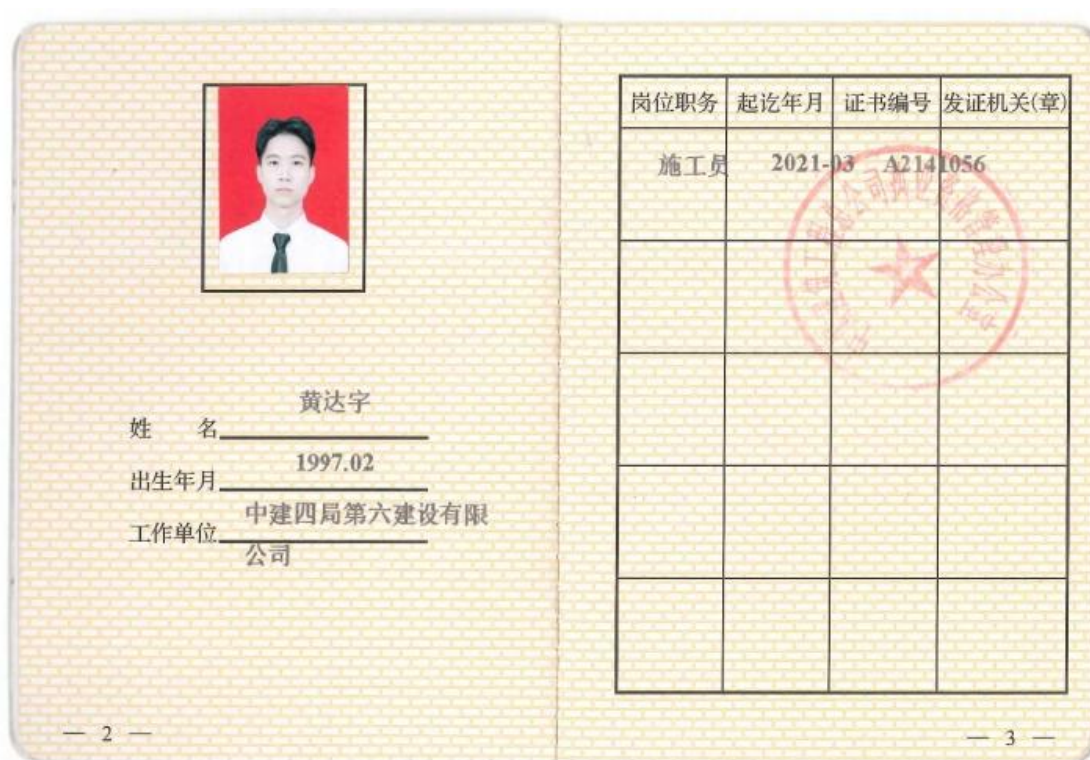 黄达字
姓 名
1997.02
出生年月
中建四局第六建设有限
工作单位
公司
— 2 —
岗位职务 起讫年月 证书编号 发证机关(章)
施工员 2021-03 A2141056
— 3 —